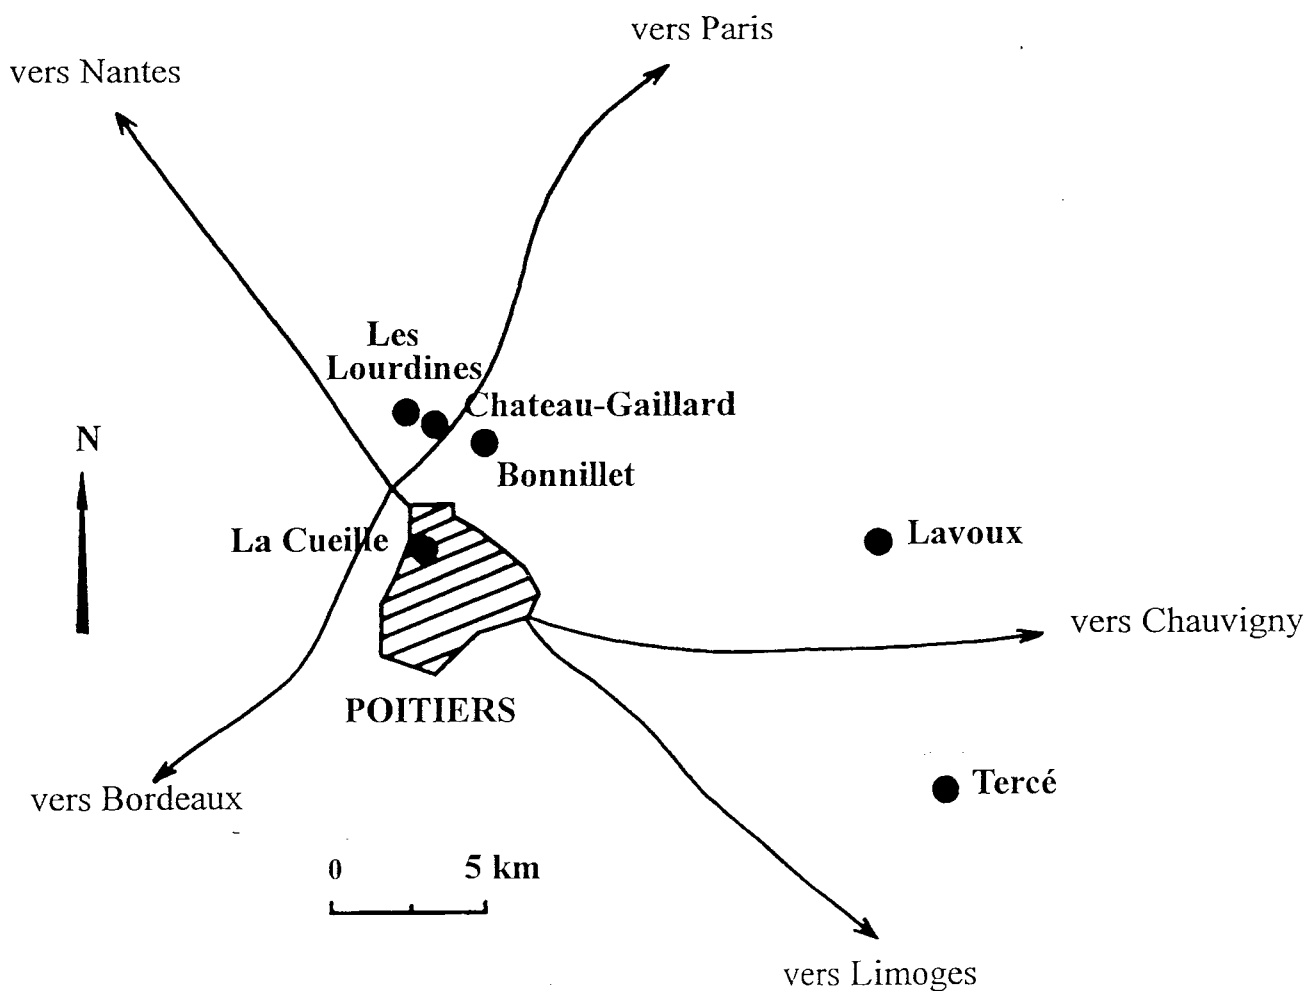 vers Paris
vers Nantes
Les
Lourdines
Chateau-Gaillard
N
Bonnillet
La Cueille
Lavoux
vers Chauvigny
POITIERS
Tercé
vers Bordeaux
0 5 km
vers Limoges